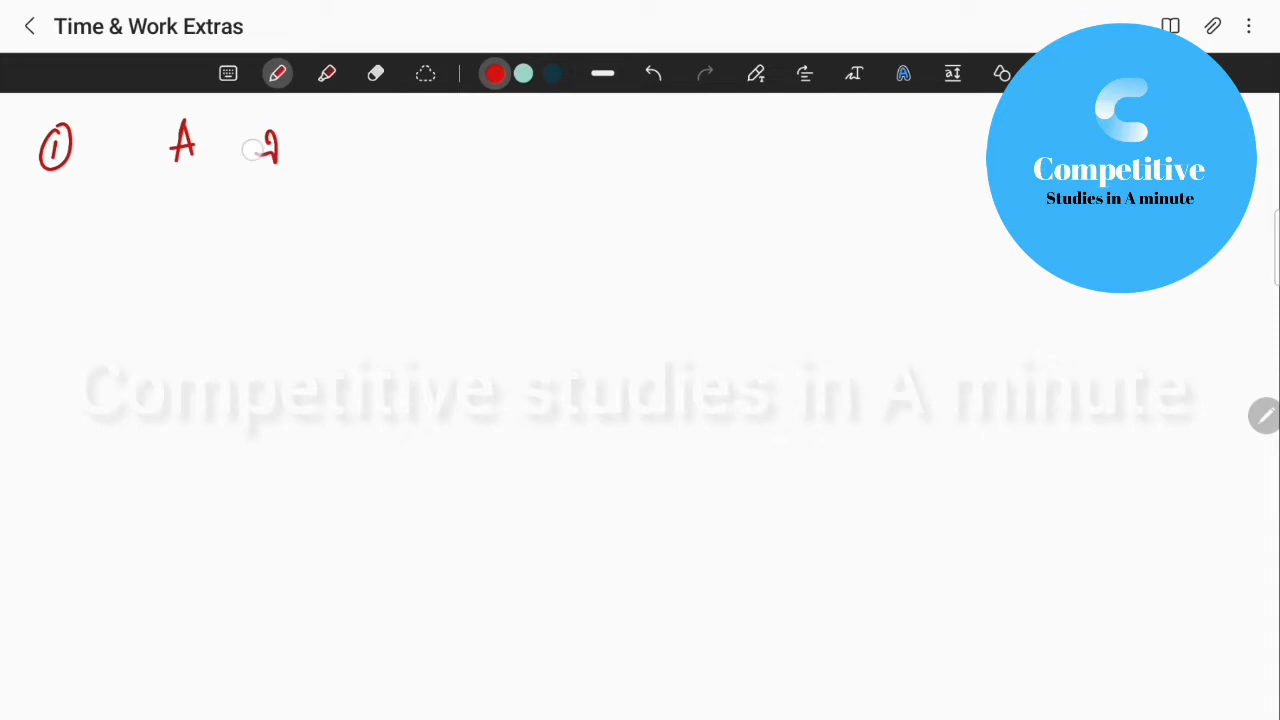 Time & Work Extras
Competitive
Studies in A minute
① A
Competitive studies in A minute